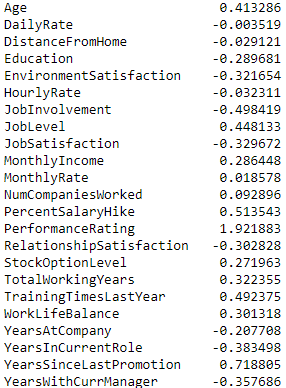 Age 0.413286
DailyRate -0.003519
DistanceFromHome -0.029121
Education -0.289681
EnvironmentSatisfaction -0.321654
HourlyRate -0.032311
JobInvolvement -0.498419
JobLevel 0.448133
JobSatisfaction -0.329672
MonthlyIncome 0.286448
MonthlyRate 0.018578
NumCompaniesWorked 0.092896
PercentSalaryHike 0.513543
PerformanceRating 1.921883
RelationshipSatisfaction -0.302828
StockOptionLevel 0.271963
TotalWorkingYears 0.322355
TrainingTimesLastYear 0.492375
WorkLifeBalance 0.301318
YearsAtCompany -0.207708
YearsInCurrentRole -0.383498
YearsSinceLastPromotion 0.718805
YearsWithCurrManager -0.357686